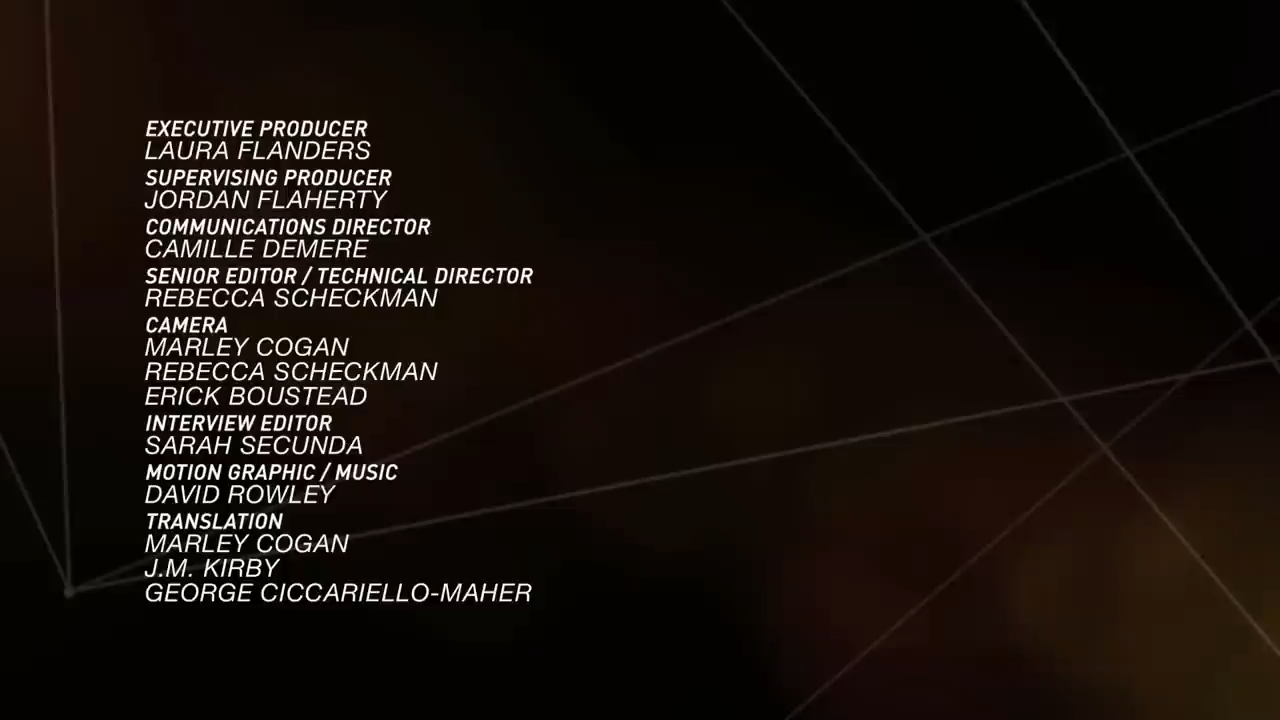 EXECUTIVE PRODUCER
LAURA FLANDERS
SUPERVISING PRODUCER
JORDAN FLAHERTY
COMMUNICATIONS DIRECTOR
CAMILLE DEMERE
SENIOR EDITOR / TECHNICAL DIRECTOR
REBECCA SCHECKMAN
CAMERA
MARLEY COGAN
REBECCA SCHECKMAN
ERICK BOUSTEAD
INTERVIEW EDITOR
SARAH SECUNDA
MOTION GRAPHIC / MUSIC
DAVID ROWLEY
TRANSLATION
MARLEY COGAN
J.M. KIRBY
GEORGE CICCARIELLO-MAHER